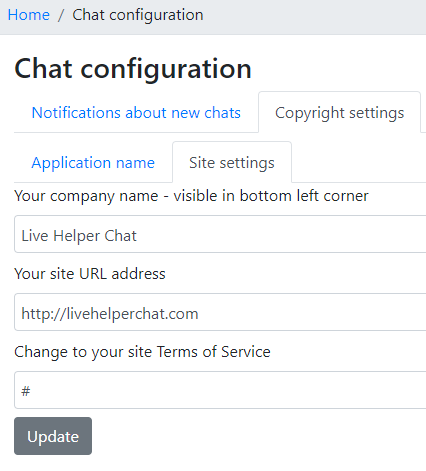 Home / Chat configuration
Chat configuration
Notifications about new chats Copyright settings
Application name Site settings
Your company name - visible in bottom left corner
Live Helper Chat
Your site URL address
http://livehelperchat.com
Change to your site Terms of Service
#
Update